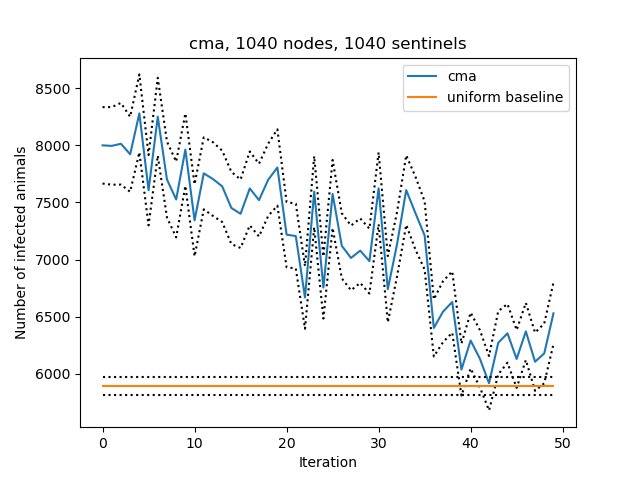 cma, 1040 nodes, 1040 sentinels
cma
uniform baseline
Number of infected animals
8500
8000
7500
7000
6500
6000
0 10 20 30 40 50
Iteration